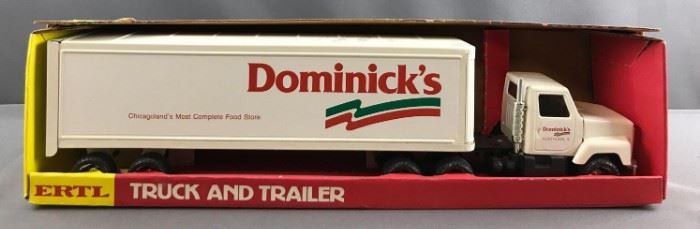 Dominick's
Chicagoland's Most Complete Food Store
Dominick's
ERTL
TRUCK AND TRAILER